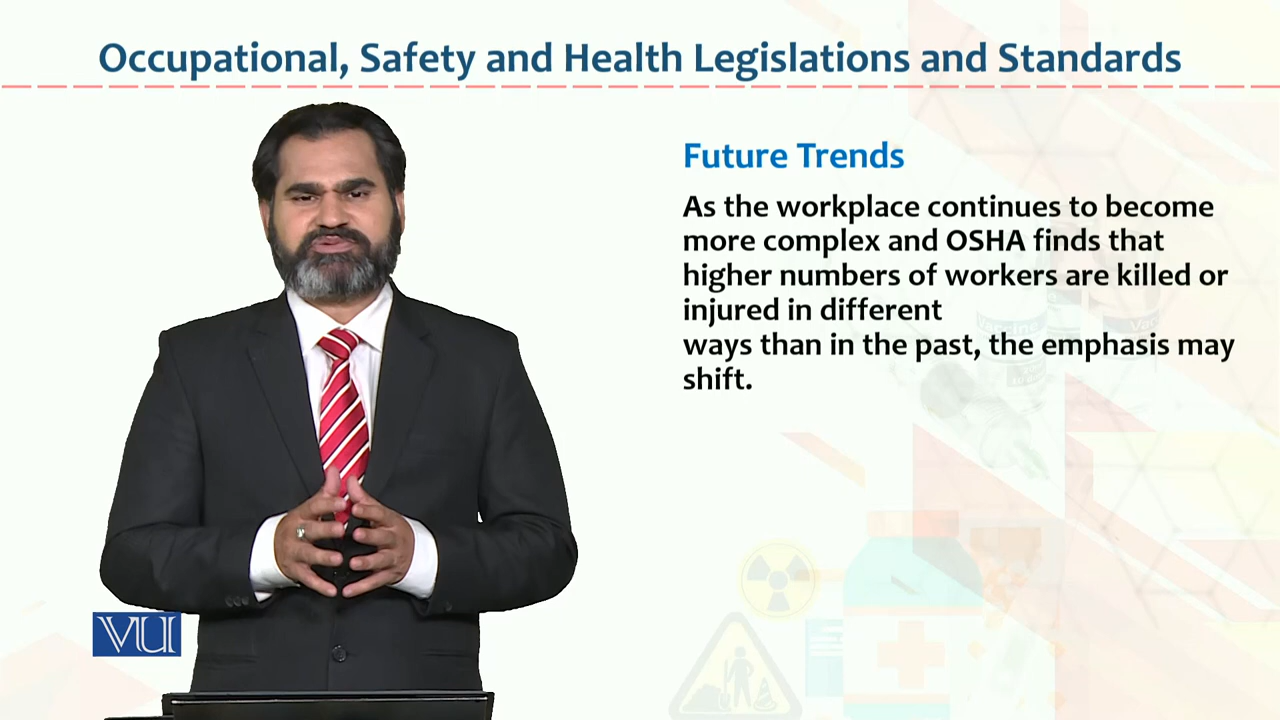 Occupational, Safety and Health Legislations and Standards
Future Trends
As the workplace continues to become
more complex and OSHA finds that
higher numbers of workers are killed or
injured in different
ways than in the past, the emphasis may
shift.
Vaccine
VU